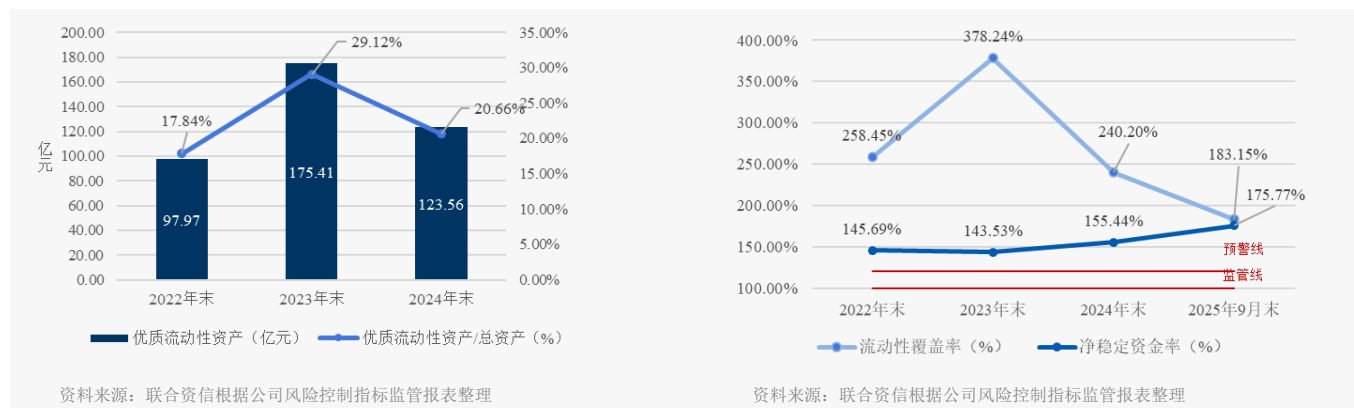 200.00
180.00
160.00
140.00
120.00
100.00
80.00
60.00
40.00
20.00
0.00
亿元
35.00%
30.00%
25.00%
20.00%
15.00%
10.00%
5.00%
0.00%
17.84%
29.12%
20.66%
97.97
175.41
123.56
2022年末
2023年末
2024年末
优质流动性资产（亿元）
优质流动性资产/总资产（%）
资料来源：联合资信根据公司风险控制指标监管报表整理
400.00%
350.00%
300.00%
250.00%
200.00%
150.00%
100.00%
258.45%
378.24%
240.20%
183.15%
145.69%
143.53%
155.44%
175.77%
预警线
监管线
2022年末
2023年末
2024年末
2025年9月末
流动性覆盖率（%）
净稳定资金率（%）
资料来源：联合资信根据公司风险控制指标监管报表整理